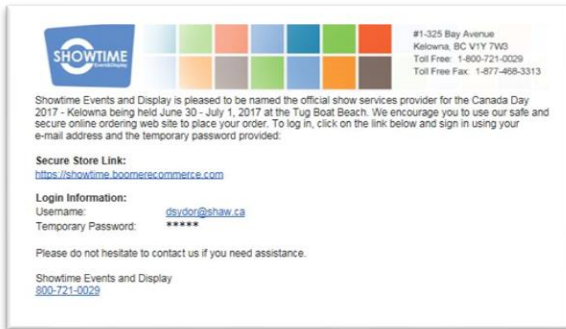 SHOWTIME
Event&Display
#1-325 Bay Avenue
Kelowna, BC V1Y 7W3
Toll Free: 1-800-721-0029
Toll Free Fax: 1-877-468-3313
Showtime Events and Display is pleased to be named the official show services provider for the Canada Day
2017 - Kelowna being held June 30 - July 1, 2017 at the Tug Boat Beach. We encourage you to use our safe and
secure online ordering web site to place your order. To log in, click on the link below and sign in using your
e-mail address and the temporary password provided:
Secure Store Link:
https://showtime.boomerecommerce.com
Login Information:
Username: dsydor@shaw.ca
Temporary Password: *****
Please do not hesitate to contact us if you need assistance.
Showtime Events and Display
800-721-0029